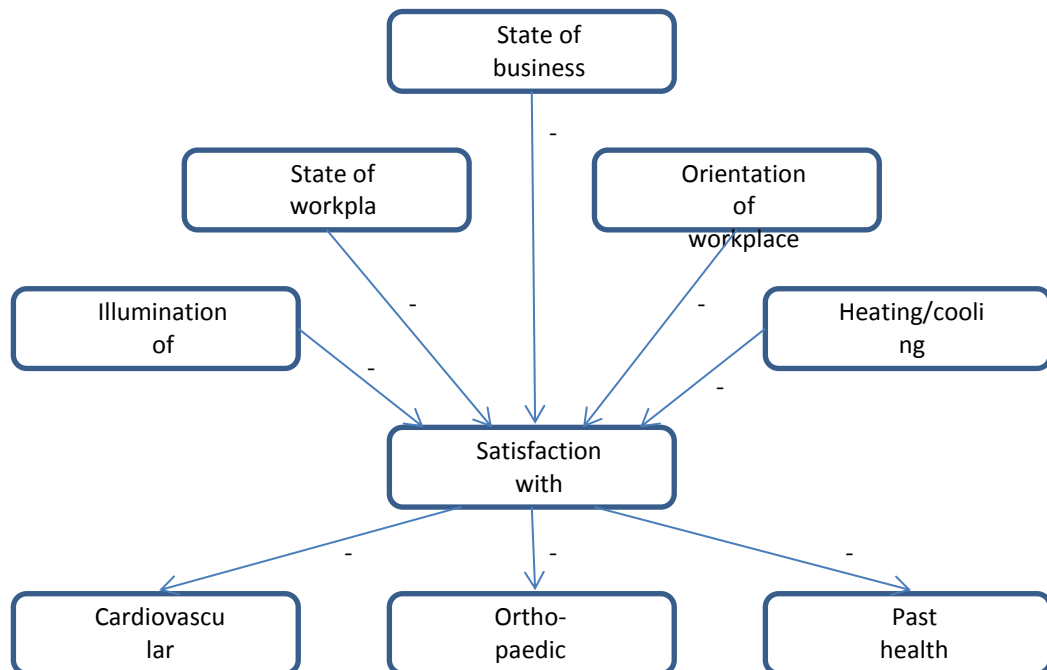 State of
business
-
State of
workpla
Orientation
of
workplace
-
-
Illumination
of
Heating/cooli
ng
-
-
Satisfaction
with
-
-
-
Cardiovascu
lar
Ortho-
paedic
Past
health